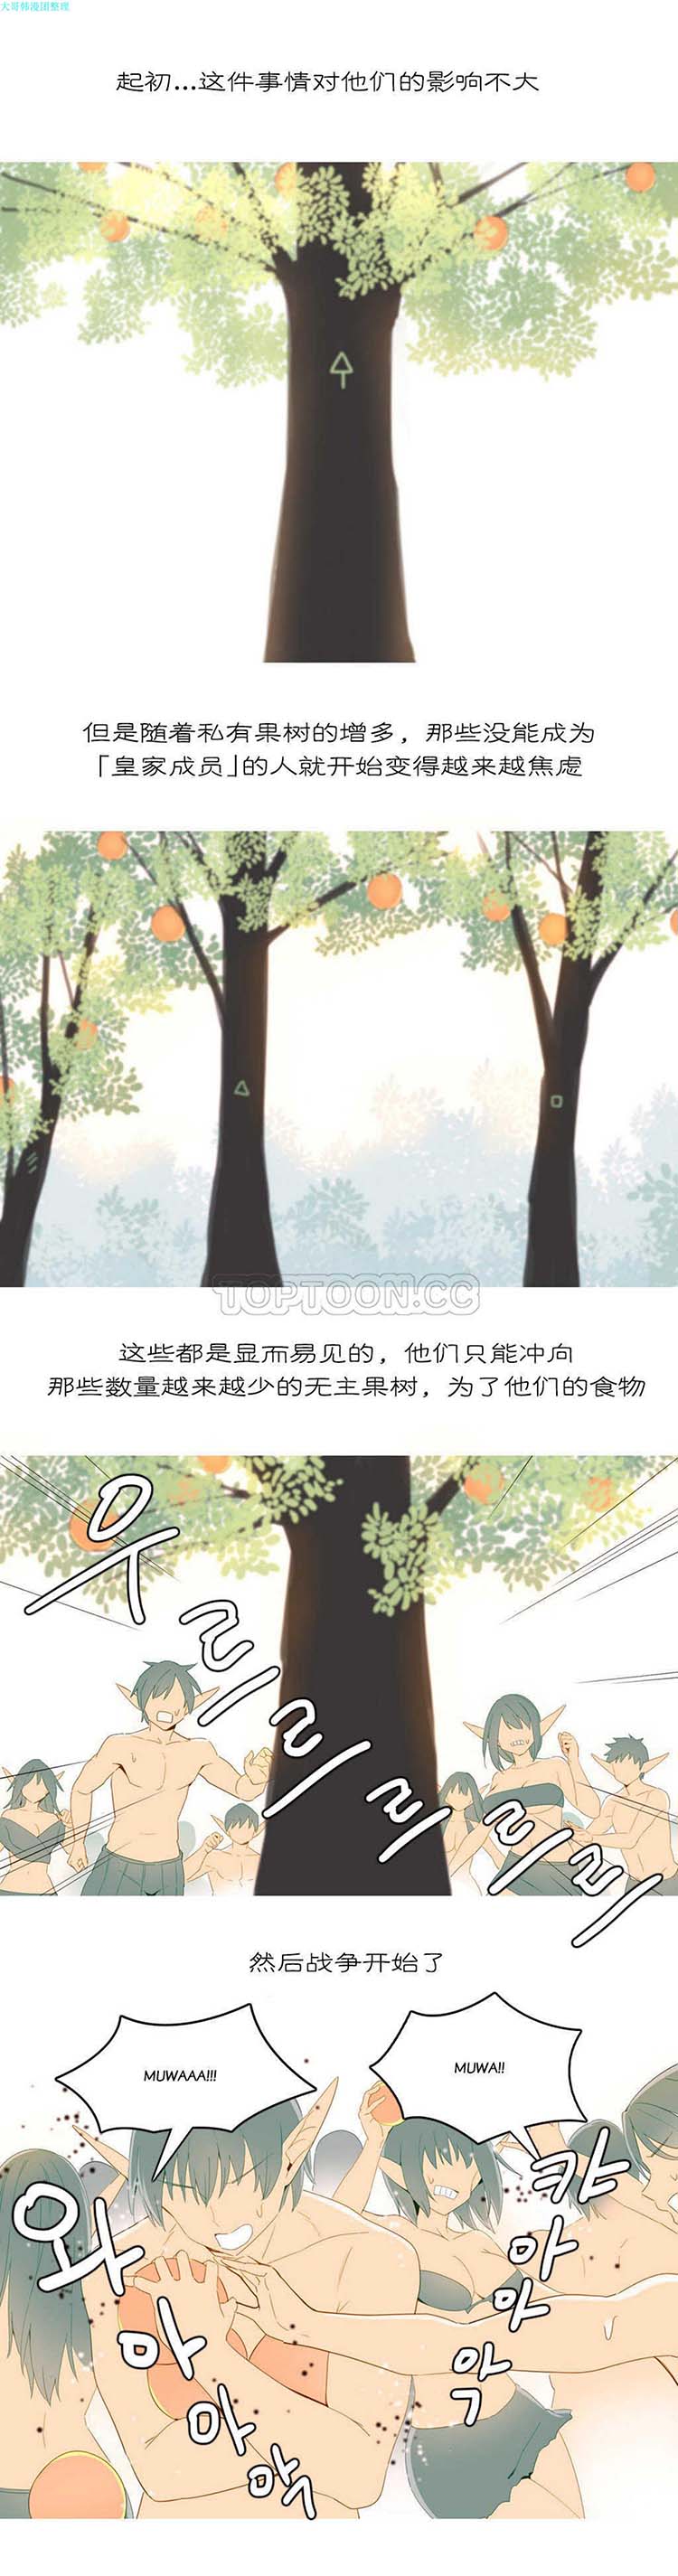 大哥韩漫团整理
起初...这件事情对他们的影响不大
但是随着私有果树的增多，那些没能成为
「皇家成员」的人就开始变得越来越焦虑
TOPTOON.CC
这些都是显而易见的，他们只能冲向
那些数量越来越少的无主果树，为了他们的食物
우르르르르르
然后战争开始了
MUWAAA!!!
MUWA!!
와아아악
캬아아악